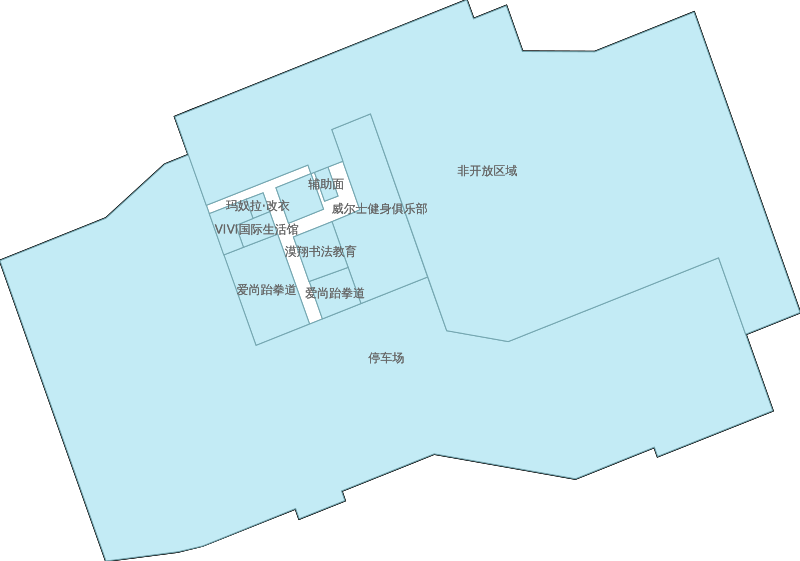 非开放区域
辅助面
玛奴拉·改衣
威尔士健身俱乐部
VIVI国际生活馆
漠翔书法教育
爱尚跆拳道
爱尚跆拳道
停车场